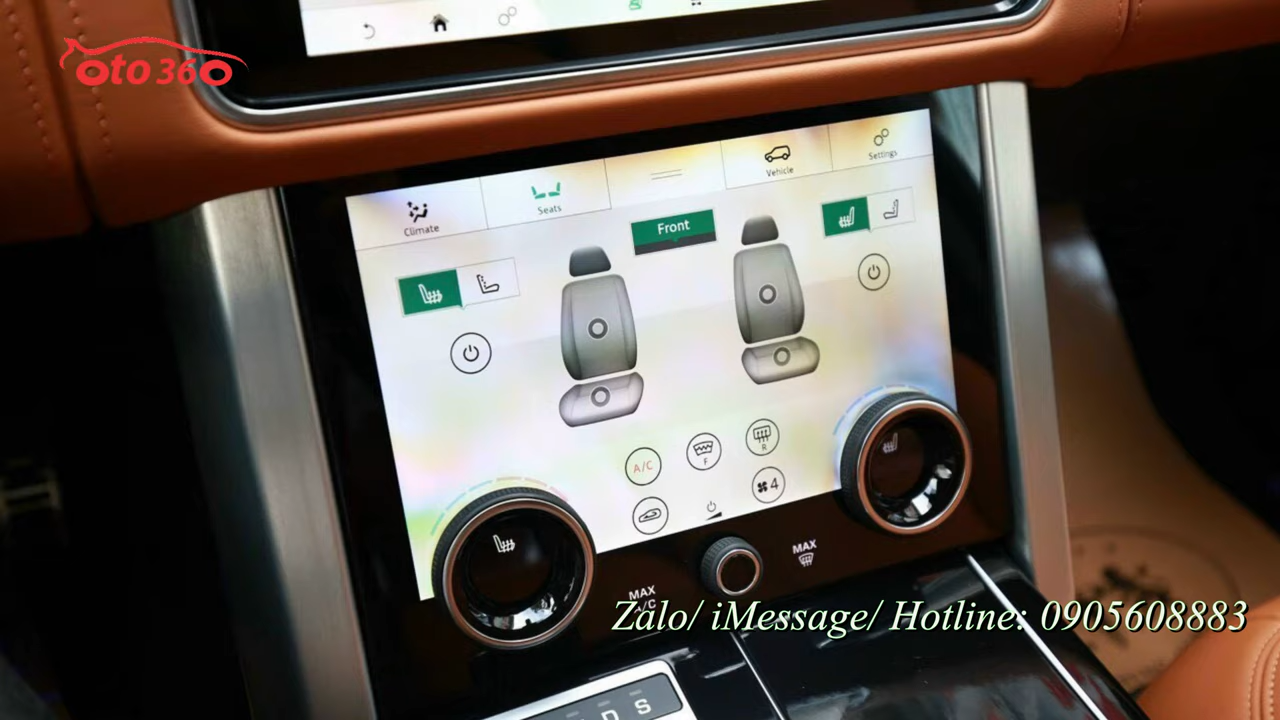 oto360
Climate
Seats
Vehicle
Settings
Front
A/C
F
R
4
MAX
A/C
MAX
Zalo/ iMessage/ Hotline: 0905608883
D S